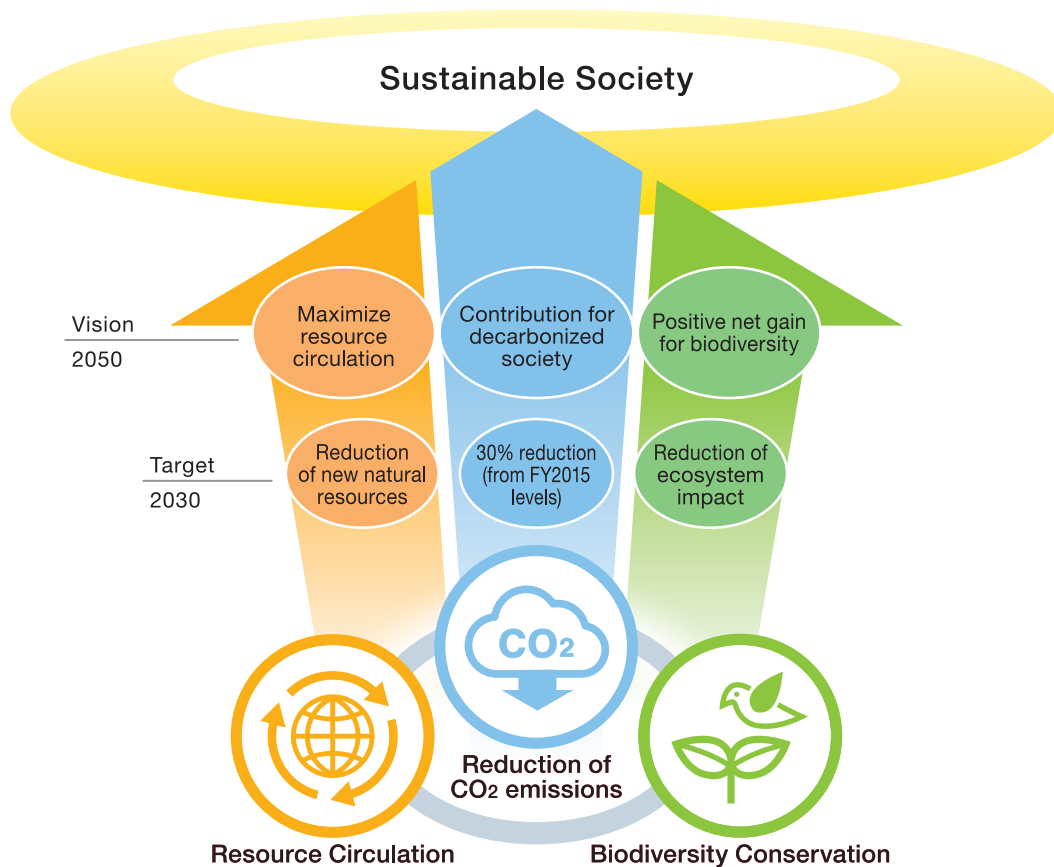 Sustainable Society
Vision
2050
Maximize
resource
circulation
Contribution for
decarbonized
society
Positive net gain
for biodiversity
Target
2030
Reduction
of new natural
resources
30% reduction
(from FY2015
levels)
Reduction of
ecosystem
impact
CO₂
Reduction of
CO₂ emissions
Resource Circulation
Biodiversity Conservation